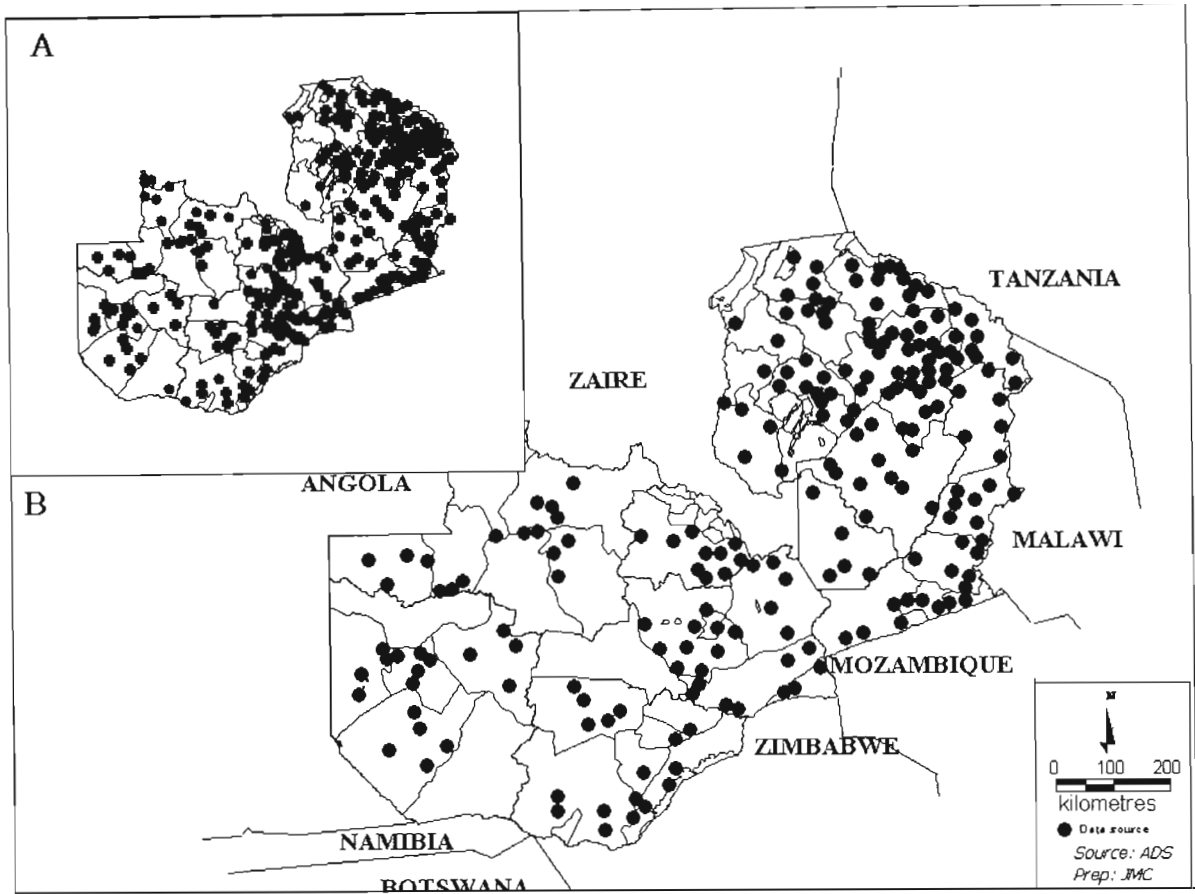 A
TANZANIA
ZAIRE
ANGOLA
B
MALAWI
MOZAMBIQUE
ZIMBABWE
N
0 100 200
kilometres
Data source
Source: ADS
Prep: JMC
NAMIBIA
BOTSWANA